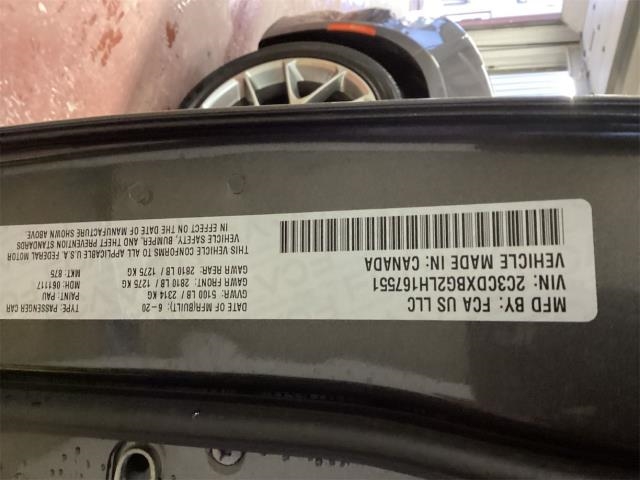 MFD BY: FCA US LLC
VIN: 2C3CDXBG2LH167551
VEHICLE MADE IN: CANADA
DATE OF MFR(BUILT): 6-20
GVWR: 5100 LB / 2314 KG
GAWR FRONT: 2810 LB / 1275 KG
GAWR REAR: 2810 LB / 1275 KG
TYPE: PASSENGER CAR
PAINT: PAU
MDH: 061117
MKT: 375
THIS VEHICLE CONFORMS TO ALL APPLICABLE U.S.A. FEDERAL MOTOR
VEHICLE SAFETY, BUMPER, AND THEFT PREVENTION STANDARDS
IN EFFECT ON THE DATE OF MANUFACTURE SHOWN ABOVE.